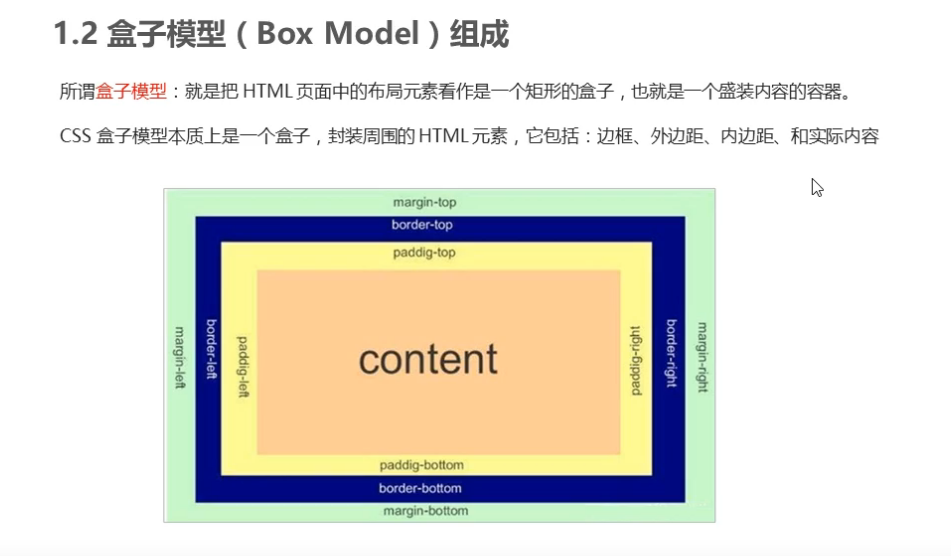 1.2 盒子模型（Box Model）组成
所谓盒子模型：就是把 HTML 页面中的布局元素看作是一个矩形的盒子，也就是一个盛装内容的容器。
CSS 盒子模型本质上是一个盒子，封装周围的 HTML 元素，它包括：边框、外边距、内边距、和实际内容
margin-top
border-top
paddig-top
margin-left
border-left
paddig-left
content
paddig-right
border-right
margin-right
paddig-bottom
border-bottom
margin-bottom